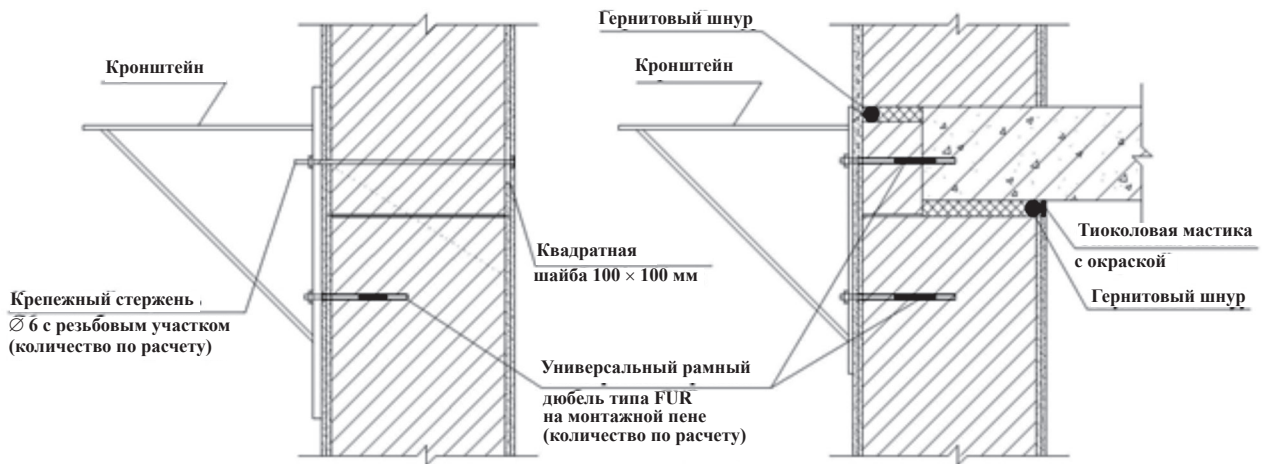 Кронштейн
Крепежный стержень
∅ 6 с резьбовым участком
(количество по расчету)
Квадратная
шайба 100 × 100 мм
Универсальный рамный
дюбель типа FUR
на монтажной пене
(количество по расчету)
Гернитовый шнур
Кронштейн
Тиоколовая мастика
с окраской
Гернитовый шнур